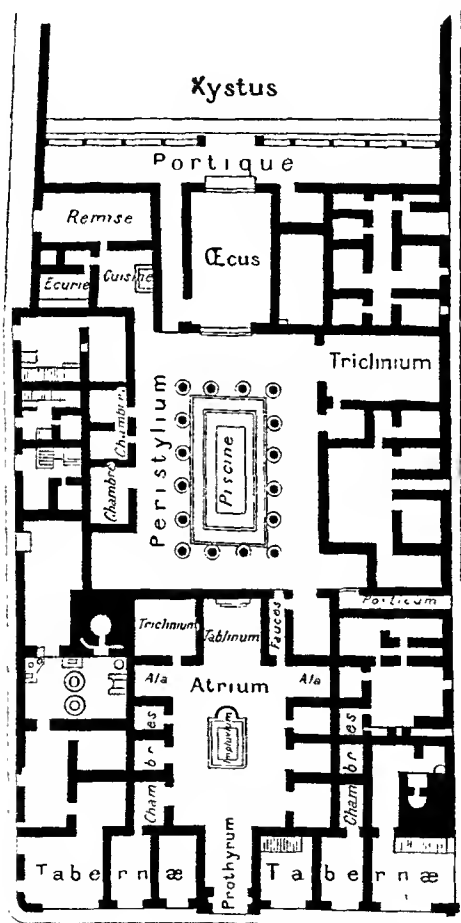 Xystus
Portique
Remise
Œcus
Ecurie
Cuisine
Triclinium
Chambre
Peristylium
Piscine
Chambre
Porticum
Triclinium
Tablinum
Fauces
Ala
Atrium
Ala
Chambres
Impluvium
Chambres
Prothyrum
Tabernæ
Tabernæ